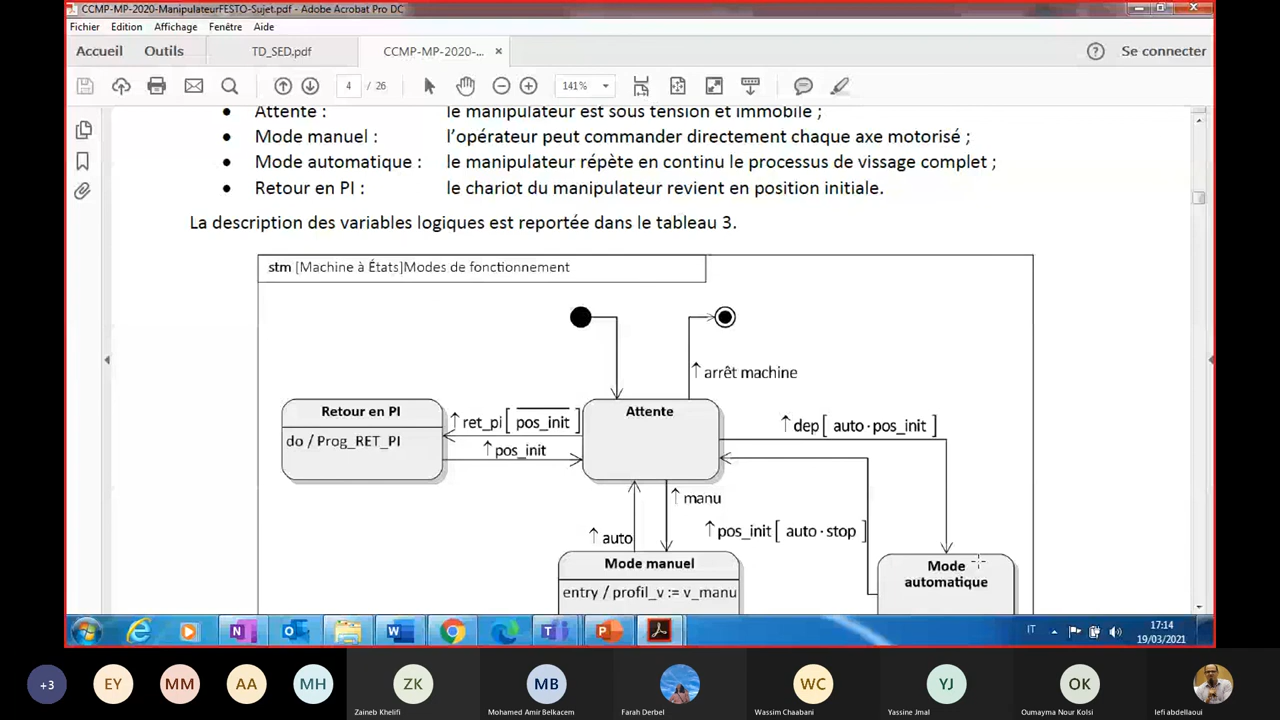 CCMP-MP-2020-ManipulateurFESTO-Sujet.pdf - Adobe Acrobat Pro DC
Fichier Edition Affichage Fenêtre Aide
Accueil Outils TD_SED.pdf CCMP-MP-2020-... × Se connecter
4 / 26 141%
• Attente : le manipulateur est sous tension et immobile ;
• Mode manuel : l’opérateur peut commander directement chaque axe motorisé ;
• Mode automatique : le manipulateur répète en continu le processus de vissage complet ;
• Retour en PI : le chariot du manipulateur revient en position initiale.
La description des variables logiques est reportée dans le tableau 3.
stm [Machine à États]Modes de fonctionnement
↑ arrêt machine
Retour en PI
do / Prog_RET_PI
↑ ret_pi [ pos_init ]
↑ pos_init
Attente
↑ dep [ auto · pos_init ]
↑ manu
↑ auto
↑ pos_init [ auto · stop ]
Mode manuel
entry / profil_v := v_manu
Mode
automatique
IT
17:14
19/03/2021
+3 EY MM AA MH ZK MB WC YJ OK
Zaineb Khelifi Mohamed Amir Belkacem Farah Derbel Wassim Chaabani Yassine Jmal Oumayma Nour Kolsi lefi abdellaoui